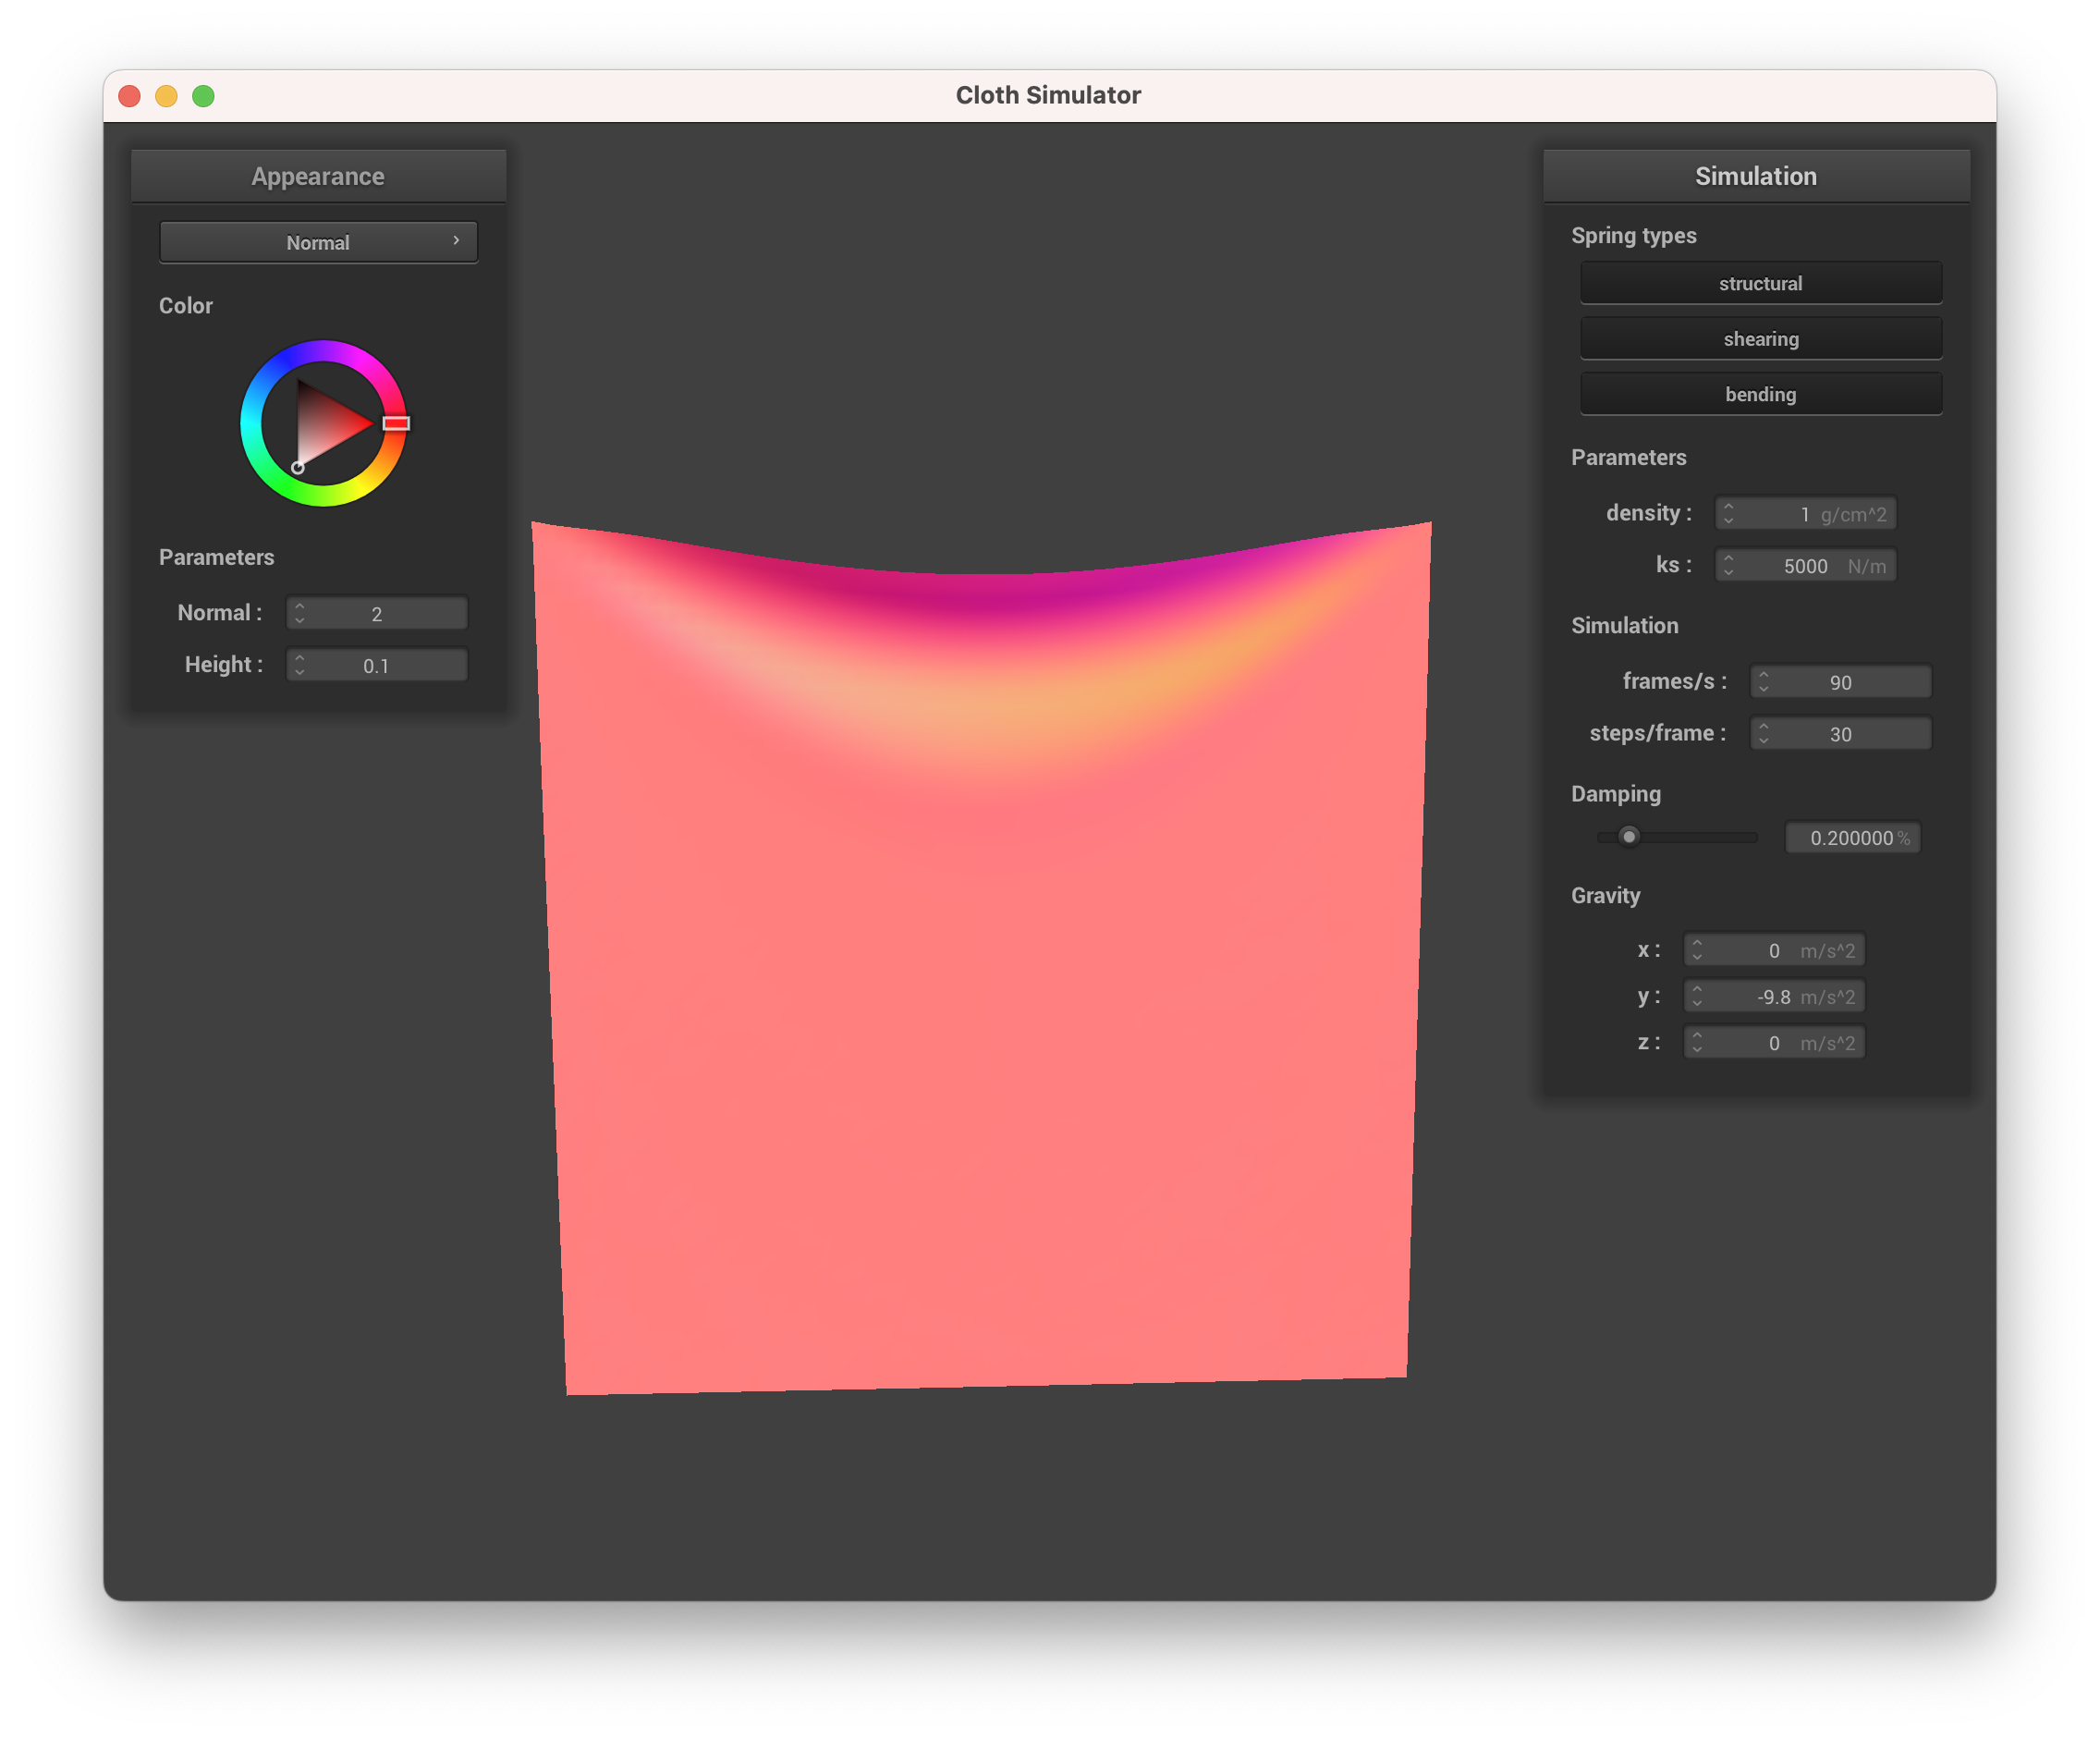 Cloth Simulator
Appearance
Normal
Color
Parameters
Normal : 2
Height : 0.1
Simulation
Spring types
structural
shearing
bending
Parameters
density : 1 g/cm^2
ks : 5000 N/m
Simulation
frames/s : 90
steps/frame : 30
Damping
0.200000 %
Gravity
x : 0 m/s^2
y : -9.8 m/s^2
z : 0 m/s^2